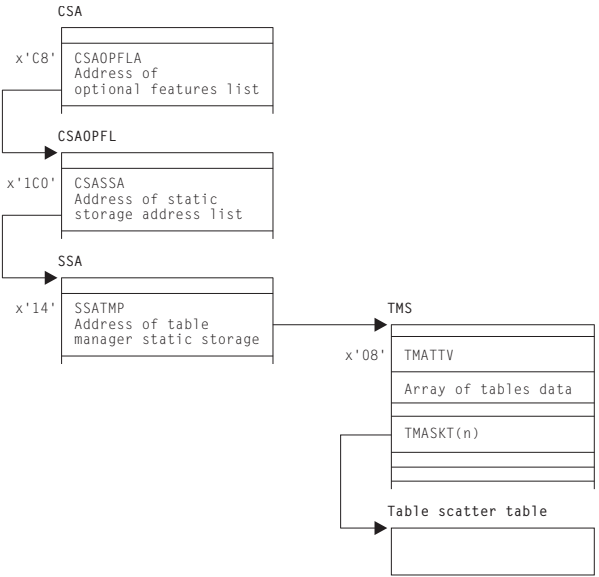 CSA
x'C8'
CSAOPFLA
Address of
optional features list
CSAOPFL
x'1C0'
CSASSA
Address of static
storage address list
SSA
x'14'
SSATMP
Address of table
manager static storage
TMS
x'08'
TMATTV
Array of tables data
TMASKT(n)
Table scatter table